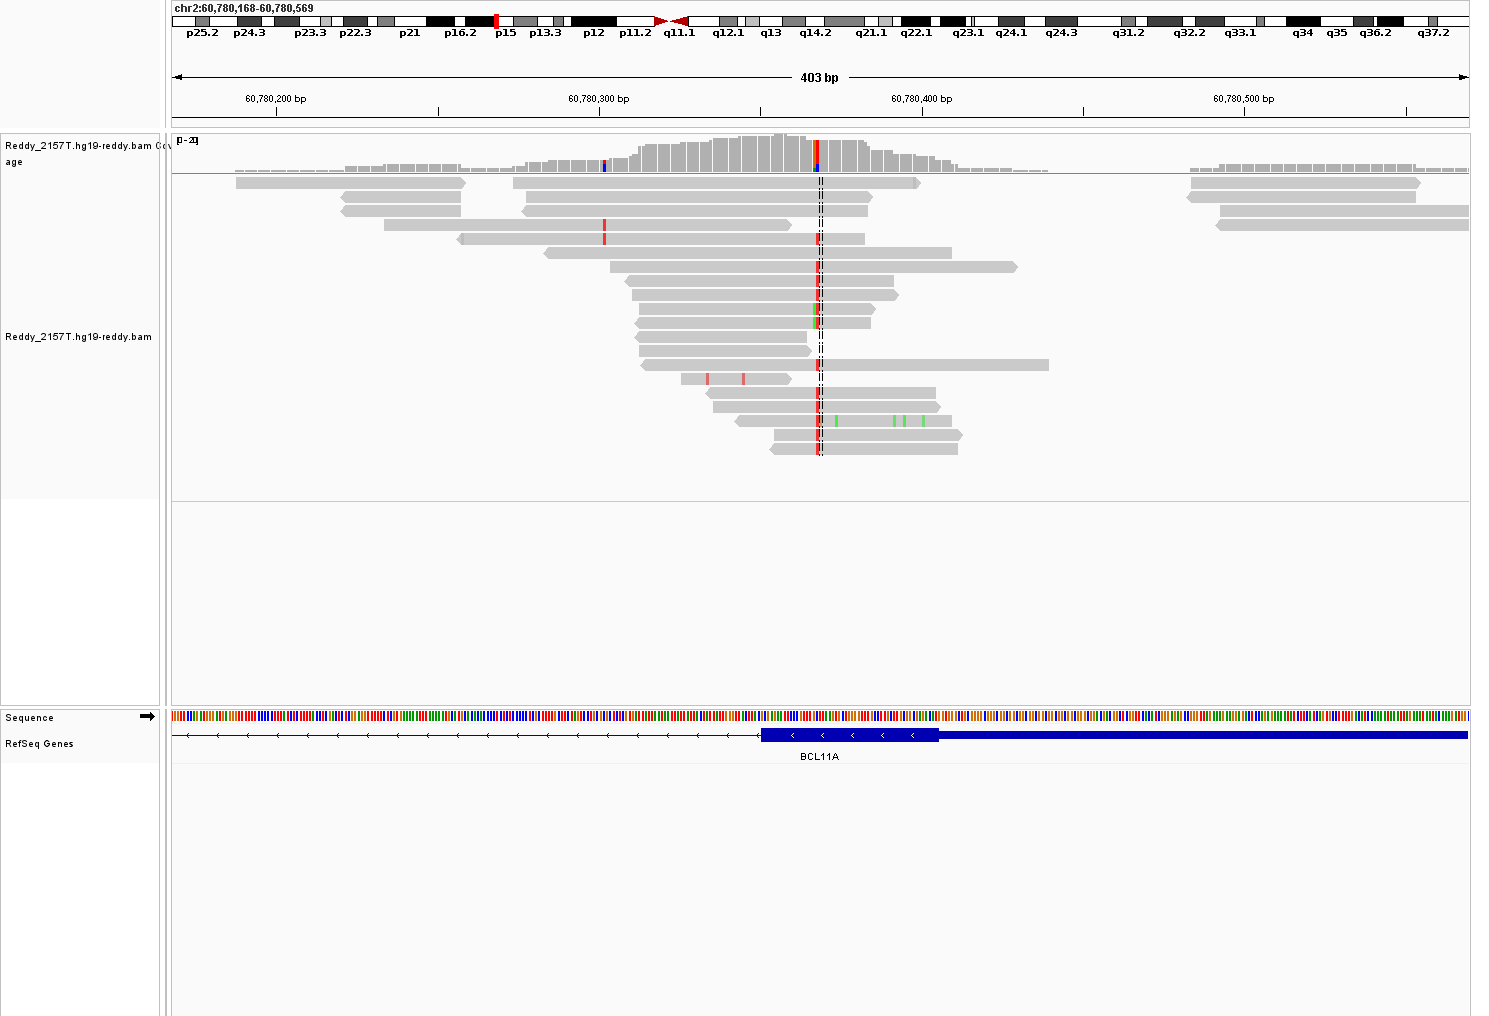 chr2:60,780,168-60,780,569
p25.2 p24.3 p23.3 p22.3 p21 p16.2 p15 p13.3 p12 p11.2 q11.1 q12.1 q13 q14.2 q21.1 q22.1 q23.1 q24.1 q24.3 q31.2 q32.2 q33.1 q34 q35 q36.2 q37.2
403 bp
60,780,200 bp 60,780,300 bp 60,780,400 bp 60,780,500 bp
Reddy_2157T.hg19-reddy.bam Cov
age
[0 - 20]
Reddy_2157T.hg19-reddy.bam
Sequence
RefSeq Genes
BCL11A